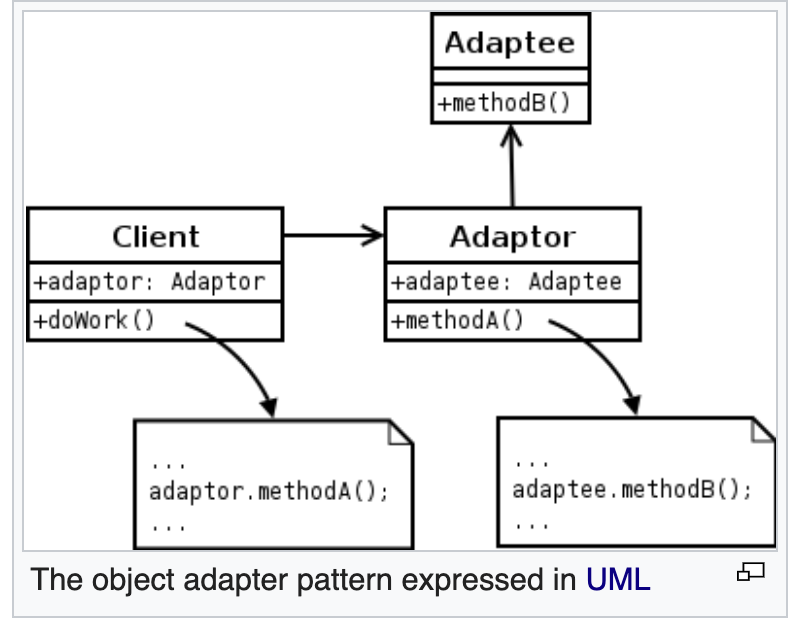 Adaptee
+methodB()
Client
+adaptor: Adaptor
+doWork()
Adaptor
+adaptee: Adaptee
+methodA()
...
adaptor.methodA();
...
...
adaptee.methodB();
...
The object adapter pattern expressed in UML